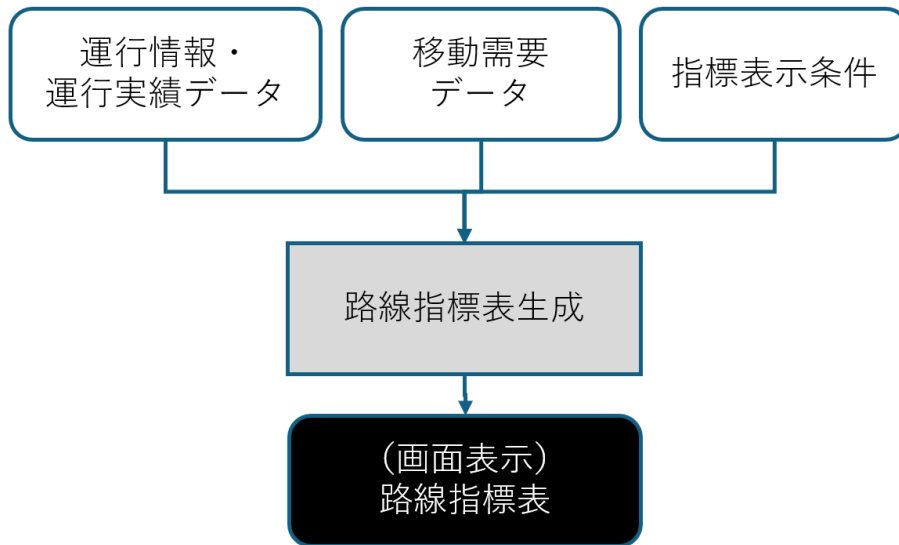 運行情報・
運行実績データ
移動需要
データ
指標表示条件
路線指標表生成
(画面表示)
路線指標表